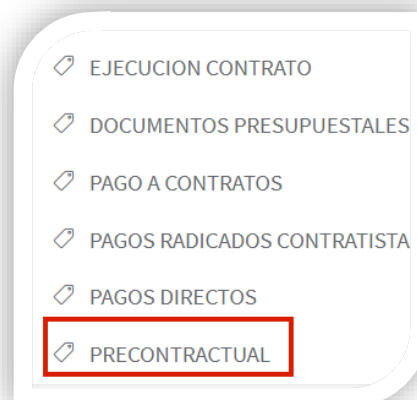 EJECUCION CONTRATO
DOCUMENTOS PRESUPUESTALES
PAGO A CONTRATOS
PAGOS RADICADOS CONTRATISTA
PAGOS DIRECTOS
PRECONTRACTUAL